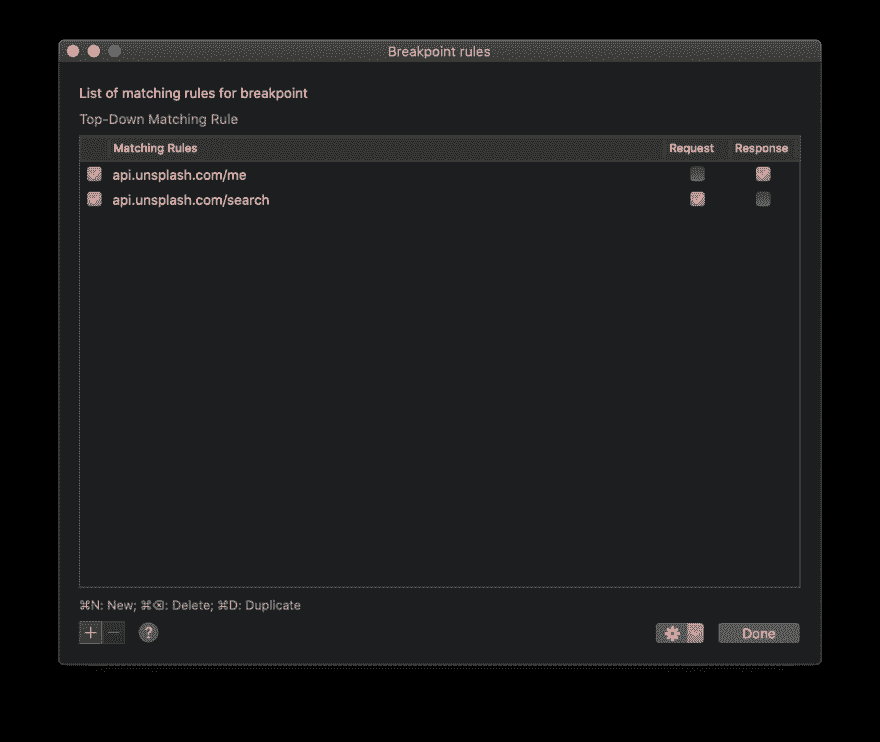 Breakpoint rules
List of matching rules for breakpoint
Top-Down Matching Rule
Matching Rules Request Response
api.unsplash.com/me
api.unsplash.com/search
⌘N: New; ⌘⌫: Delete; ⌘D: Duplicate
+ − ? Done